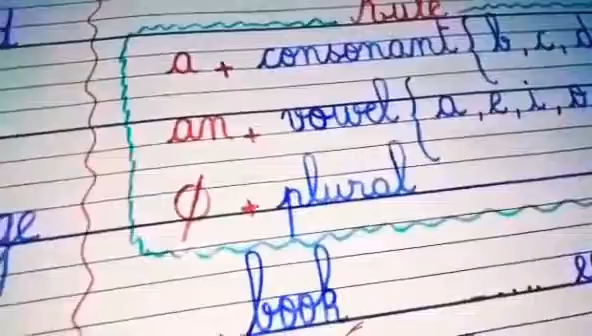 Rule
a + consonant { b, c, d
an + vowel { a, e, i, o
∅ + plural
book ....